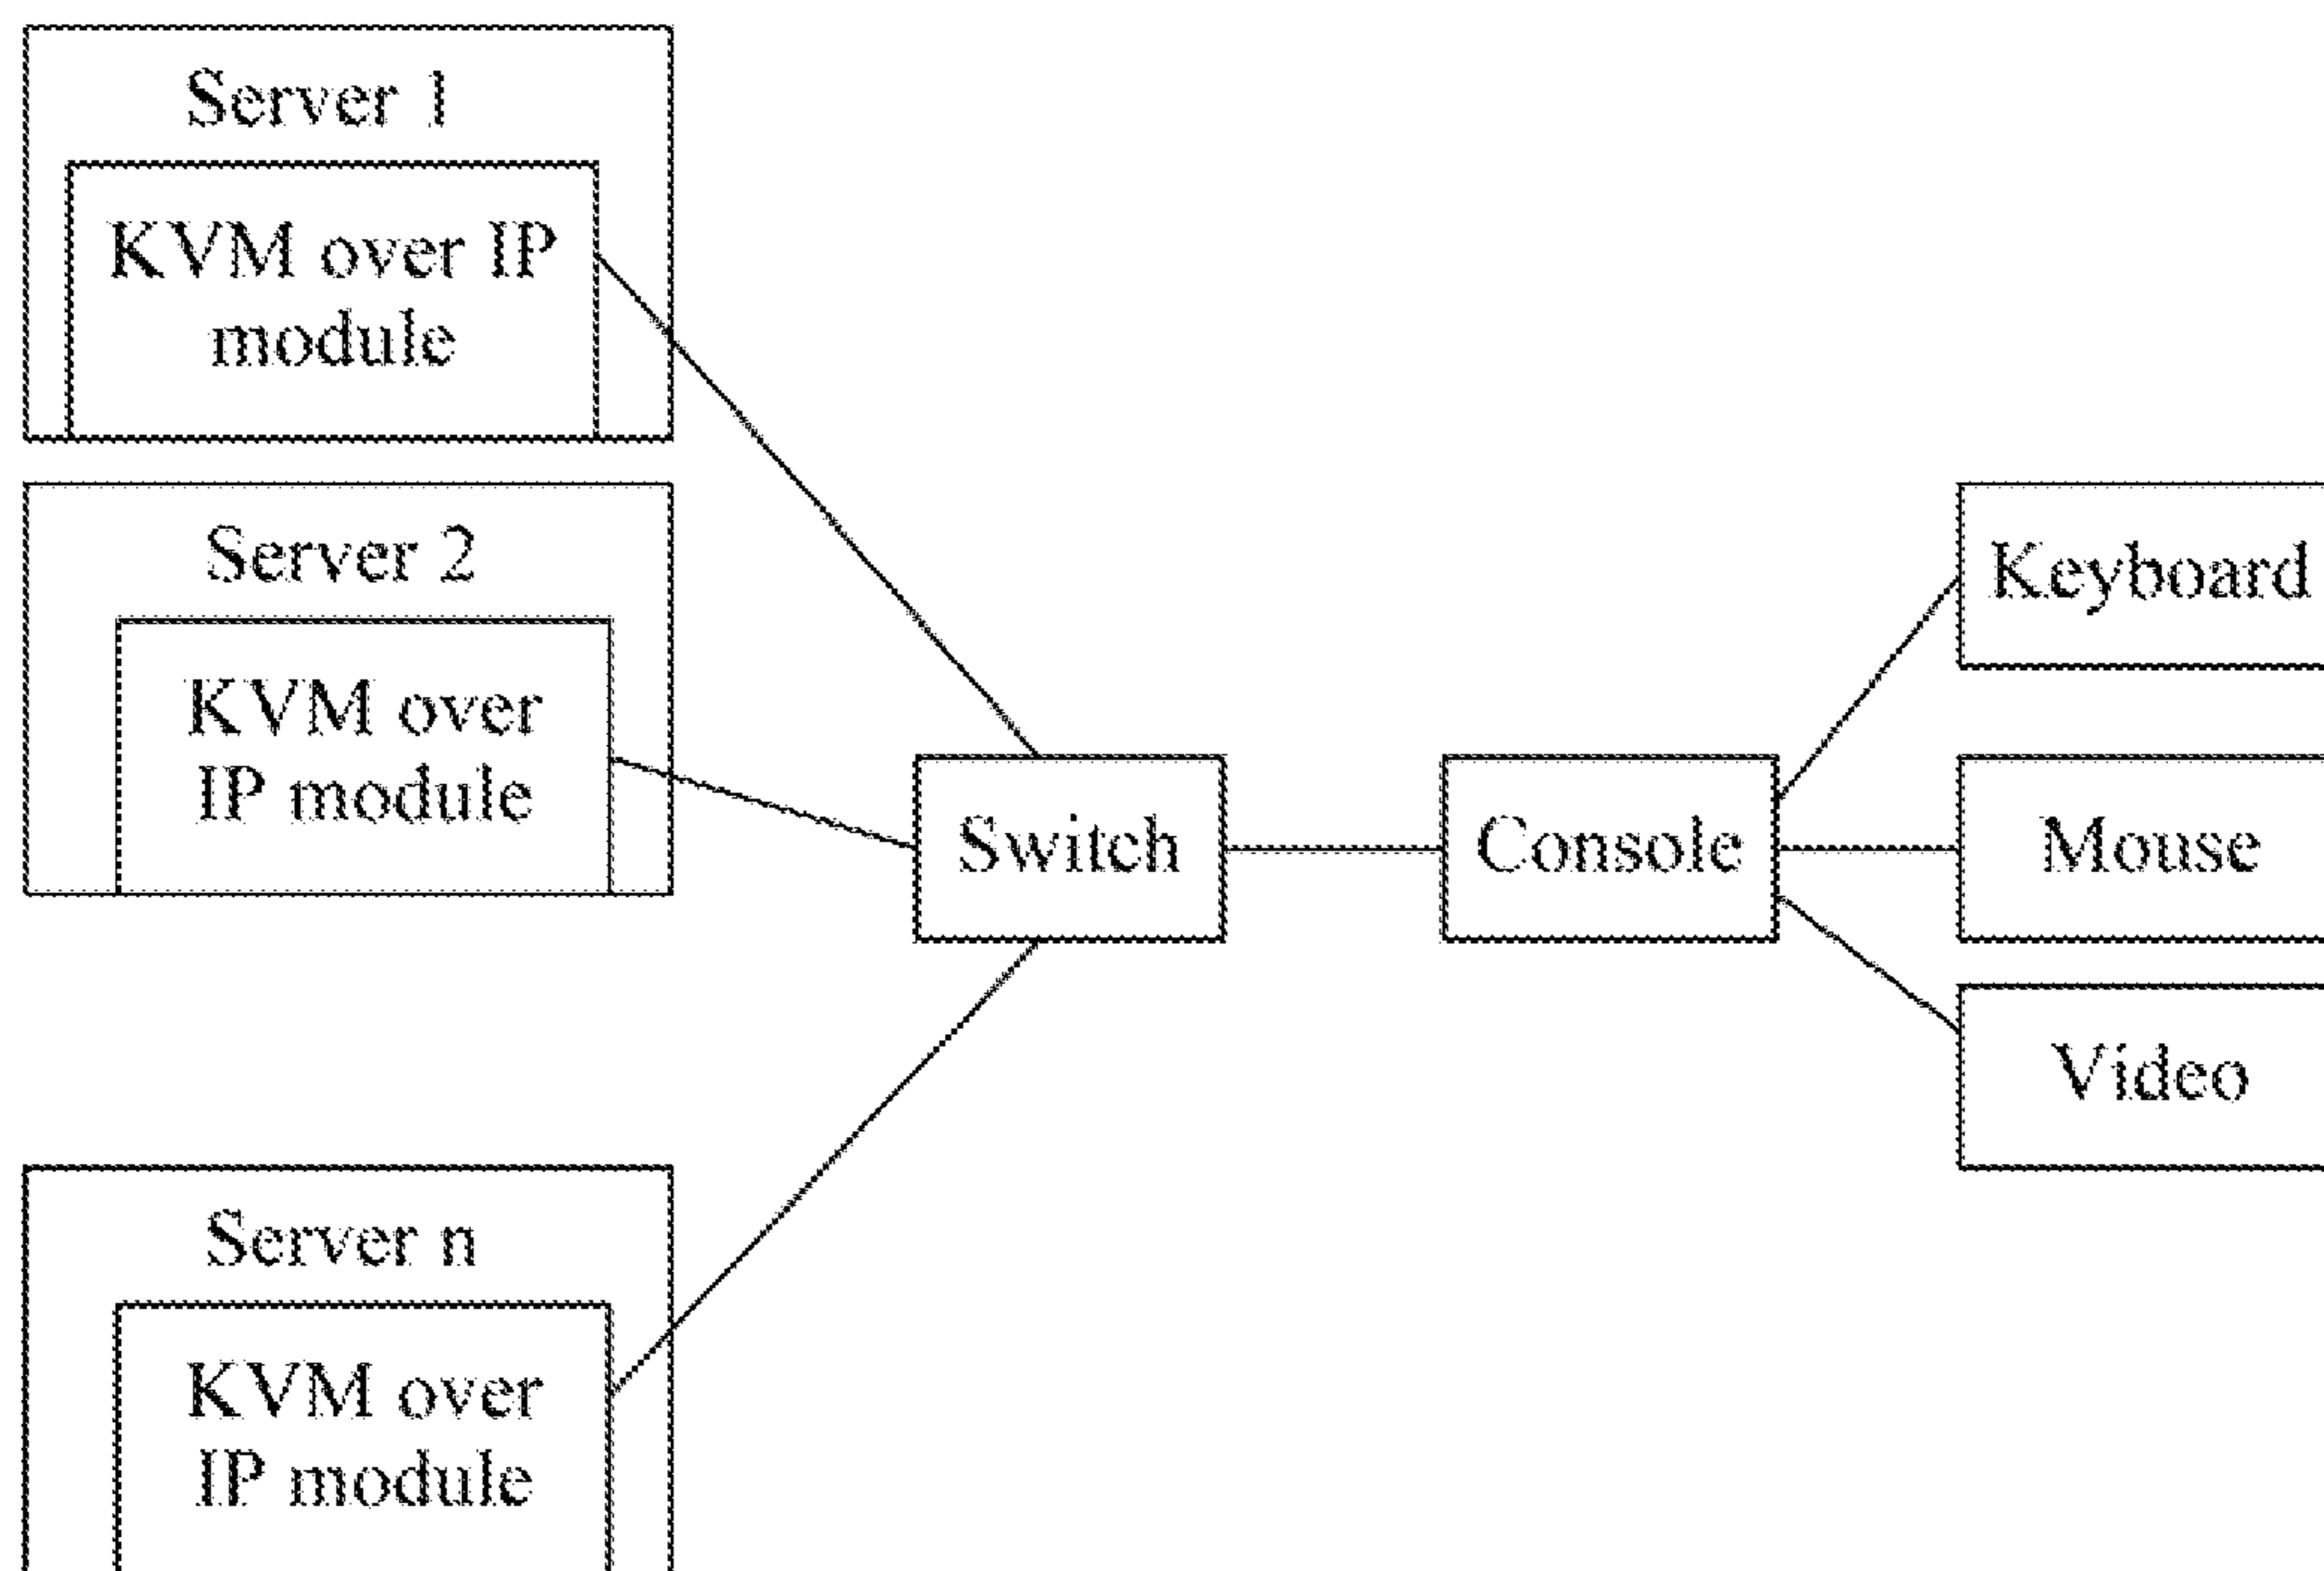 Server 1
KVM over IP
module
Server 2
KVM over
IP module
Server n
KVM over
IP module
Switch
Console
Keyboard
Mouse
Video